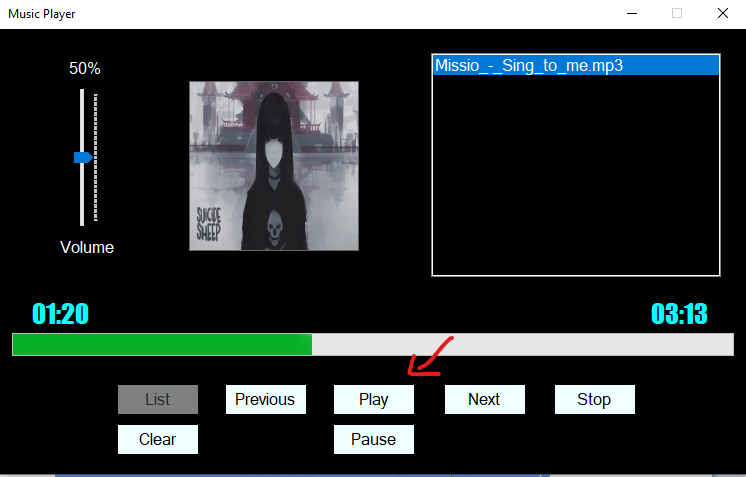 Music Player
50%
Missio_-_Sing_to_me.mp3
SUICIDE
SHEEP
Volume
01:20
03:13
List
Previous
Play
Next
Stop
Clear
Pause